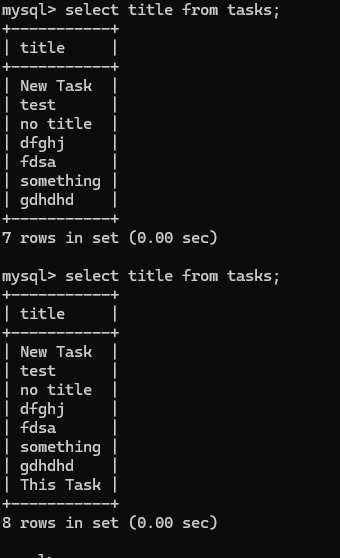 mysql> select title from tasks;
+-----------+
| title     |
+-----------+
| New Task  |
| test      |
| no title  |
| dfghj     |
| fdsa      |
| something |
| gdhdhd    |
+-----------+
7 rows in set (0.00 sec)

mysql> select title from tasks;
+-----------+
| title     |
+-----------+
| New Task  |
| test      |
| no title  |
| dfghj     |
| fdsa      |
| something |
| gdhdhd    |
| This Task |
+-----------+
8 rows in set (0.00 sec)